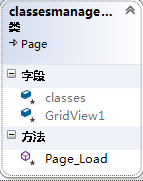 classesmanage...
类
Page
字段
classes
GridView1
方法
Page_Load